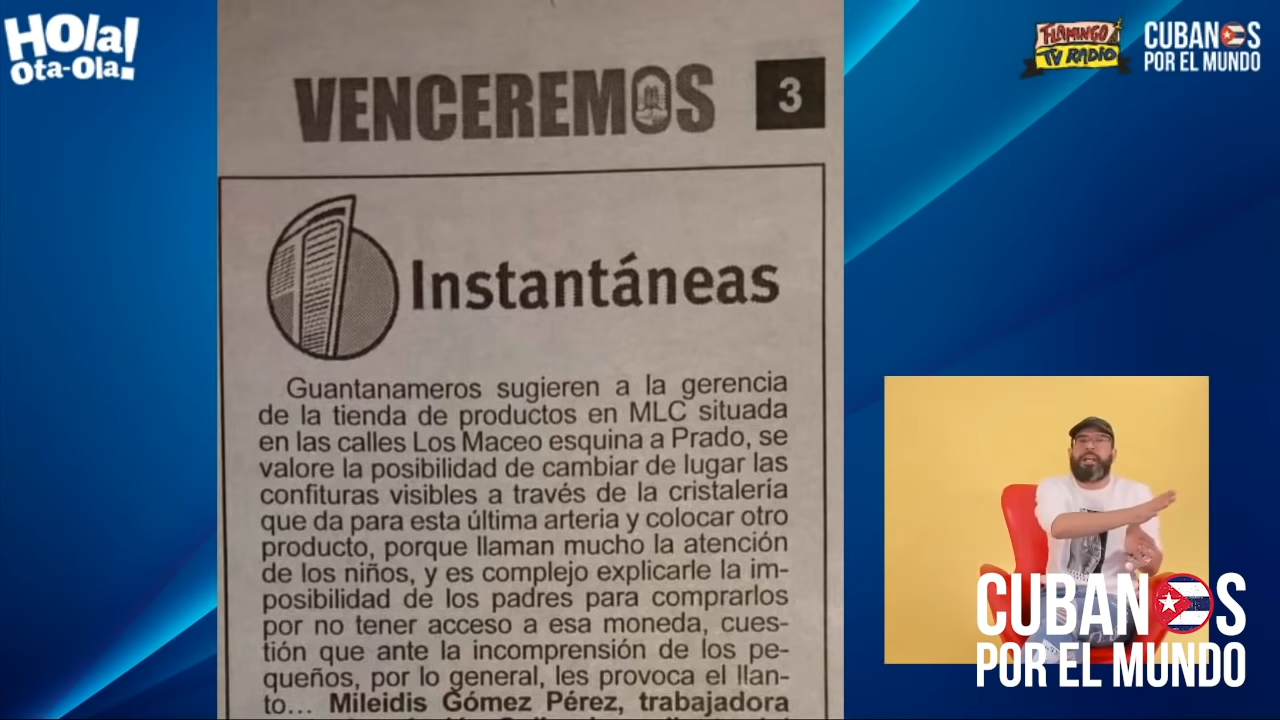 HOla!
Ota-Ola!
FLAMINGO
TV RADIO
CUBANOS
POR EL MUNDO
VENCEREMOS
3
Instantáneas
Guantanameros sugieren a la gerencia
de la tienda de productos en MLC situada
en las calles Los Maceo esquina a Prado, se
valore la posibilidad de cambiar de lugar las
confituras visibles a través de la cristalería
que da para esta última arteria y colocar otro
producto, porque llaman mucho la atención
de los niños, y es complejo explicarle la im-
posibilidad de los padres para comprarlos
por no tener acceso a esa moneda, cues-
tión que ante la incomprensión de los pe-
queños, por lo general, les provoca el llan-
to... Mileidis Gómez Pérez, trabajadora
CUBANOS
POR EL MUNDO